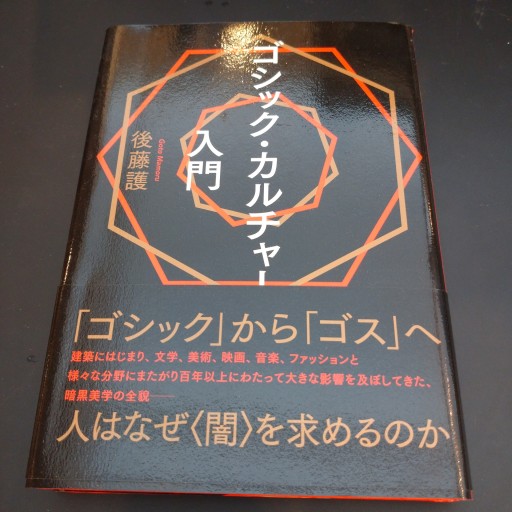 ゴシック・カルチャー
入門
後藤護
Goto Mamoru
「ゴシック」から「ゴス」へ
建築にはじまり、文学、美術、映画、音楽、ファッションと
様々な分野にまたがり百年以上にわたって大きな影響を及ぼしてきた、
暗黒美学の全貌――
人はなぜ〈闇〉を求めるのか